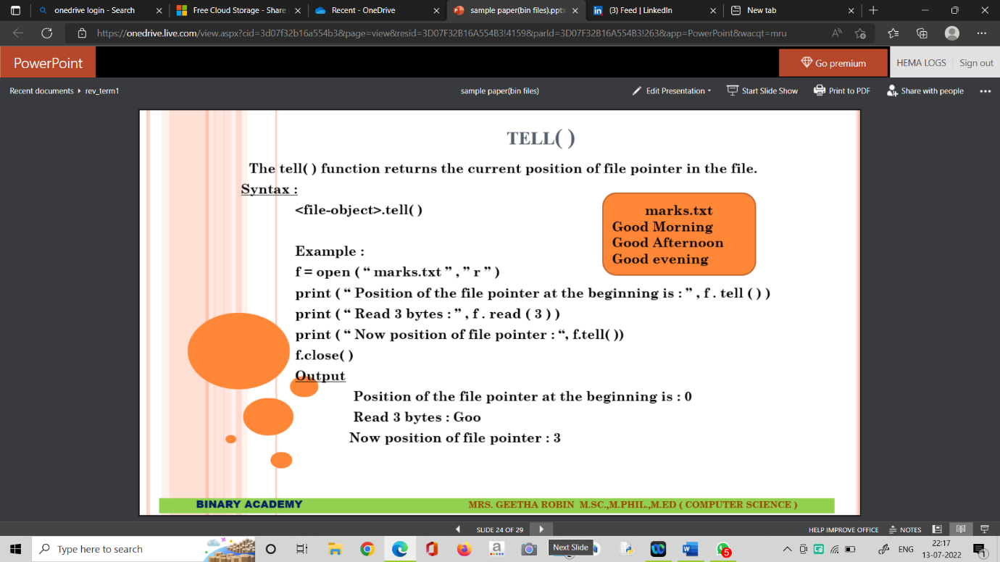 onedrive login - Search
Free Cloud Storage - Share
Recent - OneDrive
sample paper(bin files).pptx
(3) Feed | LinkedIn
New tab
https://onedrive.live.com/view.aspx?cid=3d07f32b16a554b3&page=view&resid=3D07F32B16A554B3!4159&parId=3D07F32B16A554B3!263&app=PowerPoint&wacqt=mru
PowerPoint
Go premium
HEMA LOGS
Sign out
Recent documents
rev_term1
sample paper(bin files)
Edit Presentation
Start Slide Show
Print to PDF
Share with people
TELL( )
The tell( ) function returns the current position of file pointer in the file.
Syntax :
<file-object>.tell( )
marks.txt
Good Morning
Good Afternoon
Good evening
Example :
f = open ( “ marks.txt ” , ” r ” )
print ( “ Position of the file pointer at the beginning is : ” , f . tell ( ) )
print ( “ Read 3 bytes : ” , f . read ( 3 ) )
print ( “ Now position of file pointer : “, f.tell( ))
f.close( )
Output
Position of the file pointer at the beginning is : 0
Read 3 bytes : Goo
Now position of file pointer : 3
BINARY ACADEMY
MRS. GEETHA ROBIN M.SC.,M.PHIL.,M.ED ( COMPUTER SCIENCE )
SLIDE 24 OF 29
HELP IMPROVE OFFICE
NOTES
Type here to search
Next Slide
5
ENG
22:17
13-07-2022
1